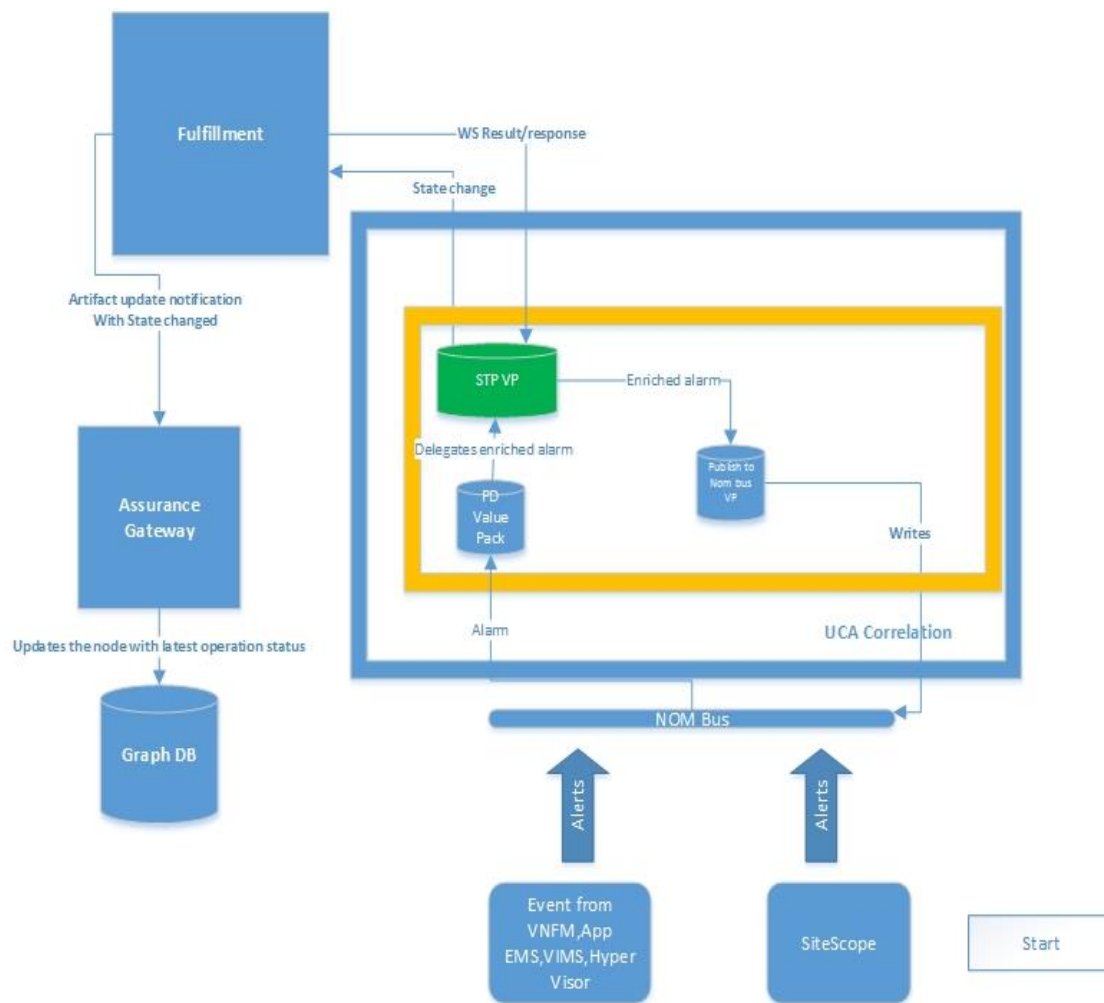 Fulfillment
WS Result/response
State change
Artifact update notification
With State changed
STP VP
Enriched alarm
Delegates enriched alarm
Publish to
Nom bus
VP
PD
Value
Pack
Assurance
Gateway
Writes
Alarm
UCA Correlation
Updates the node with latest operation status
NOM Bus
Graph DB
Alerts
Alerts
Event from
VNFM,App
EMS,VIMS,Hyper
Visor
SiteScope
Start